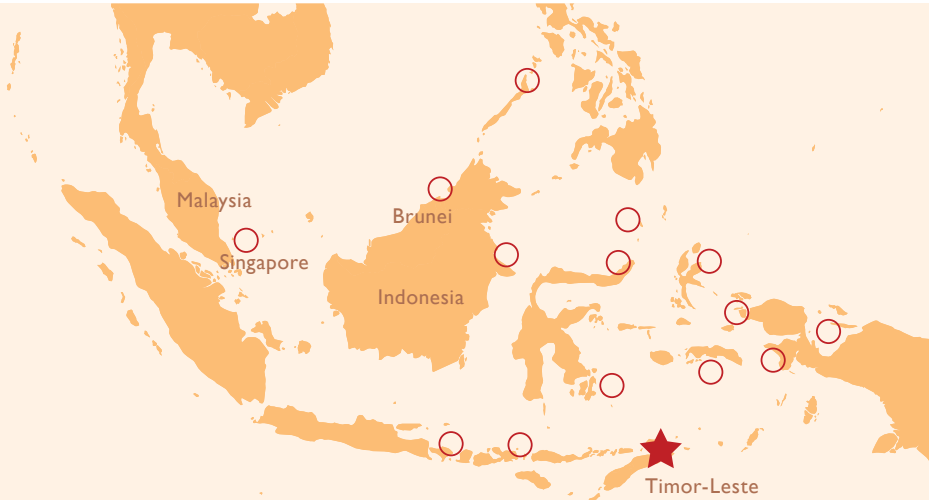 Malaysia
Brunei
Singapore
Indonesia
Timor-Leste